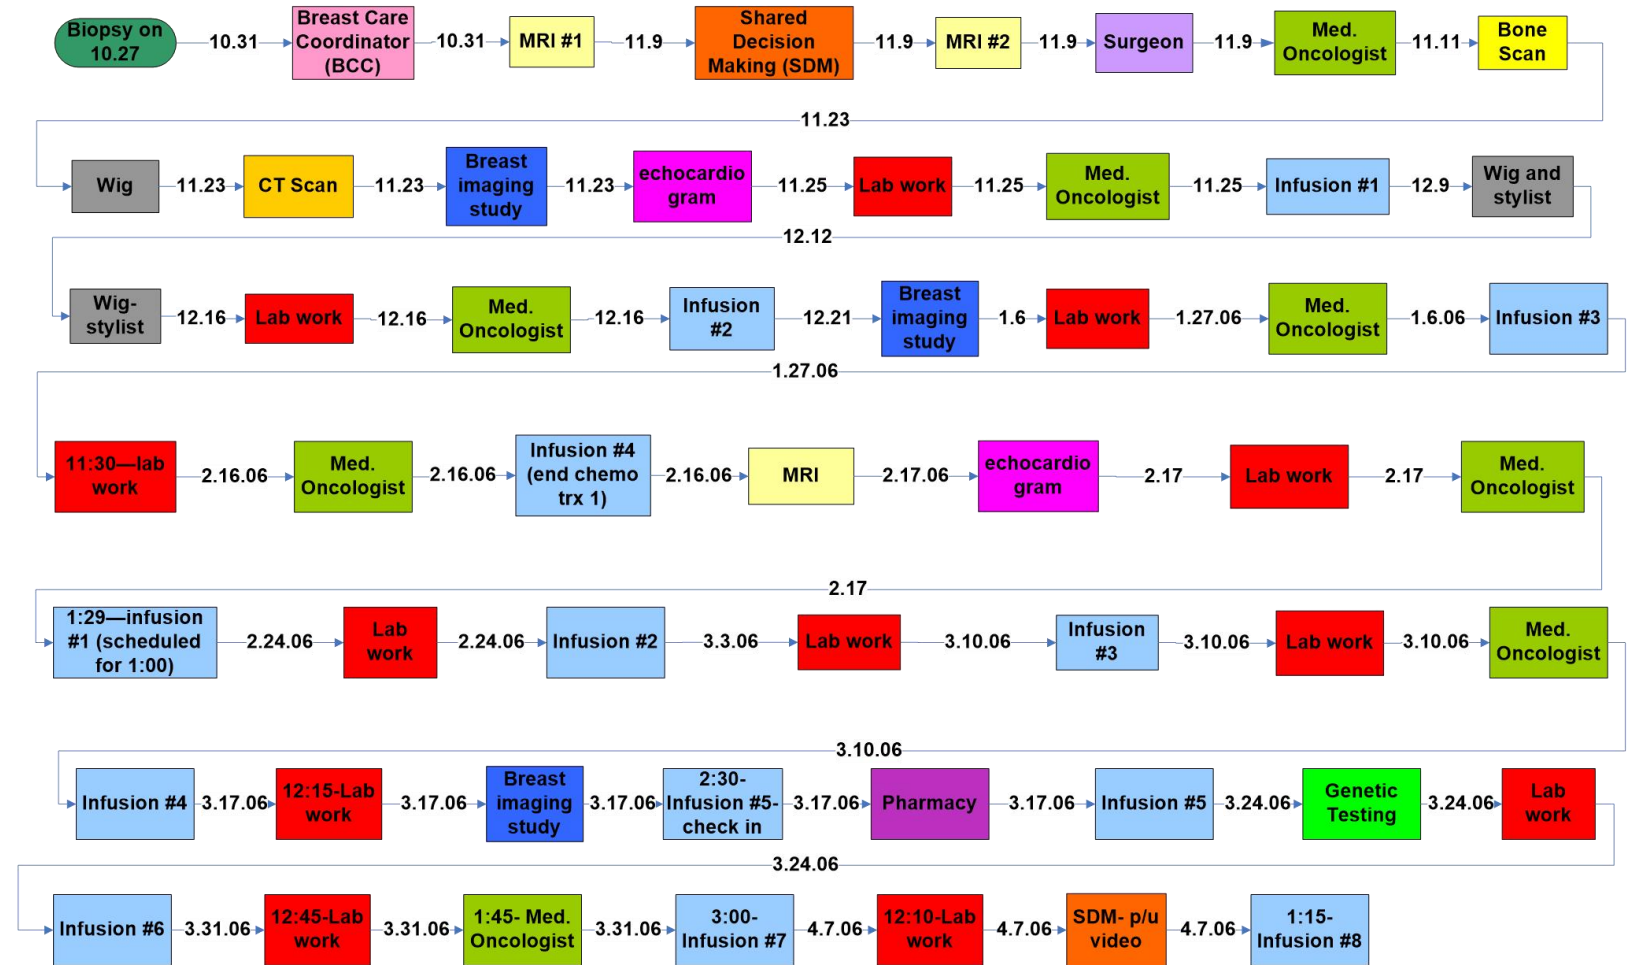 Biopsy on
10.27
10.31
Breast Care
Coordinator
(BCC)
10.31
MRI #1
11.9
Shared
Decision
Making (SDM)
11.9
MRI #2
11.9
Surgeon
11.9
Med.
Oncologist
11.11
Bone
Scan
11.23
Wig
11.23
CT Scan
11.23
Breast
imaging
study
11.23
echocardio
gram
11.25
Lab work
11.25
Med.
Oncologist
11.25
Infusion #1
12.9
Wig and
stylist
12.12
Wig-
stylist
12.16
Lab work
12.16
Med.
Oncologist
12.16
Infusion
#2
12.21
Breast
imaging
study
1.6
Lab work
1.27.06
Med.
Oncologist
1.6.06
Infusion #3
1.27.06
11:30—lab
work
2.16.06
Med.
Oncologist
2.16.06
Infusion #4
(end chemo
trx 1)
2.16.06
MRI
2.17.06
echocardio
gram
2.17
Lab work
2.17
Med.
Oncologist
2.17
1:29—infusion
#1 (scheduled
for 1:00)
2.24.06
Lab
work
2.24.06
Infusion #2
3.3.06
Lab work
3.10.06
Infusion
#3
3.10.06
Lab work
3.10.06
Med.
Oncologist
3.10.06
Infusion #4
3.17.06
12:15-Lab
work
3.17.06
Breast
imaging
study
3.17.06
2:30-
Infusion #5-
check in
3.17.06
Pharmacy
3.17.06
Infusion #5
3.24.06
Genetic
Testing
3.24.06
Lab
work
3.24.06
Infusion #6
3.31.06
12:45-Lab
work
3.31.06
1:45- Med.
Oncologist
3.31.06
3:00-
Infusion #7
4.7.06
12:10-Lab
work
4.7.06
SDM- p/u
video
4.7.06
1:15-
Infusion #8